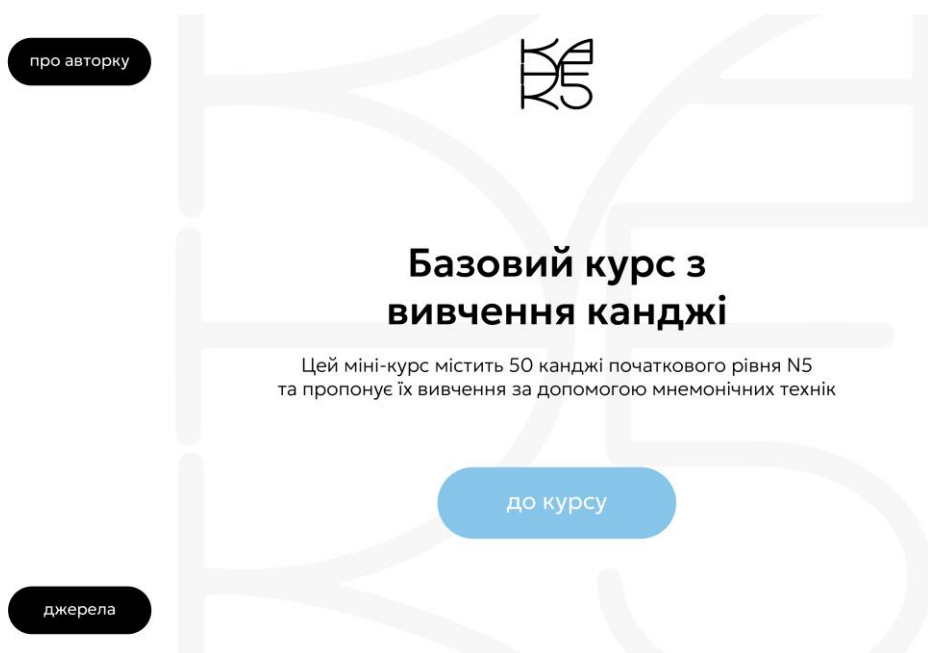 про авторку
Базовий курс з
вивчення канджі
Цей міні-курс містить 50 канджі початкового рівня N5
та пропонує їх вивчення за допомогою мнемонічних технік
до курсу
джерела